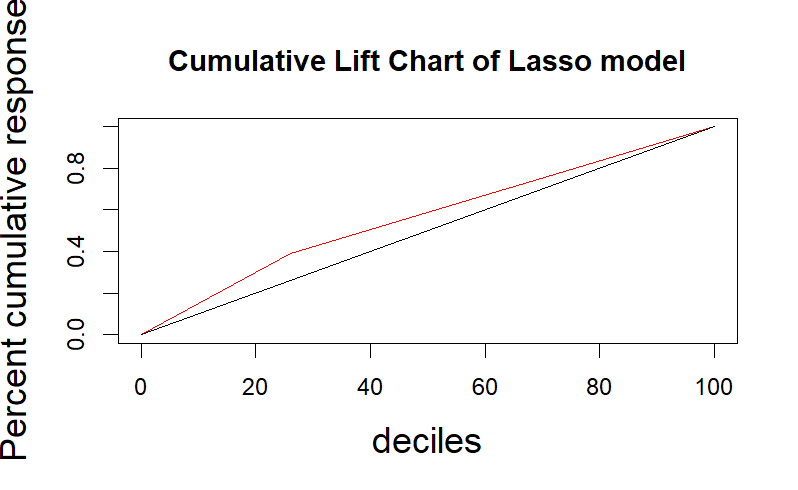 Cumulative Lift Chart of Lasso model
Percent cumulative response
0.8
0.4
0.0
0 20 40 60 80 100
deciles